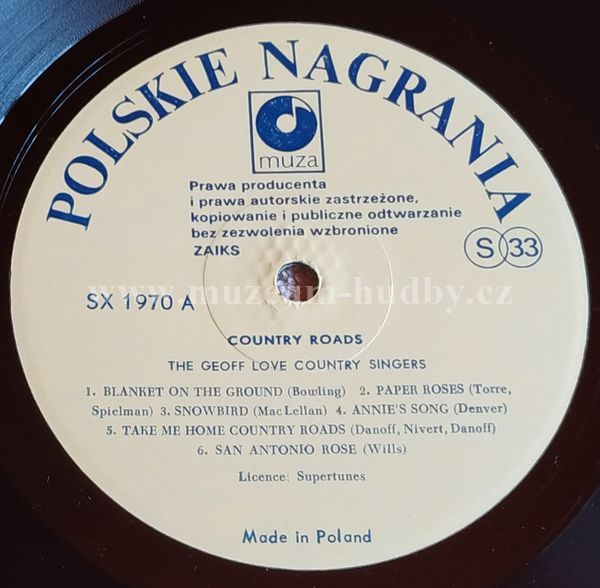 POLSKIE NAGRANIA
muza
Prawa producenta
i prawa autorskie zastrzeżone,
kopiowanie i publiczne odtwarzanie
bez zezwolenia wzbronione
ZAIKS
S 33
SX 1970 A
www.muzeum-hudby.cz
COUNTRY ROADS
THE GEOFF LOVE COUNTRY SINGERS
1. BLANKET ON THE GROUND (Bowling) 2. PAPER ROSES (Torre,
Spielman) 3. SNOWBIRD (Mac Lellan) 4. ANNIE'S SONG (Denver)
5. TAKE ME HOME COUNTRY ROADS (Danoff, Nivert, Danoff)
6. SAN ANTONIO ROSE (Wills)
Licence: Supertunes
Made in Poland